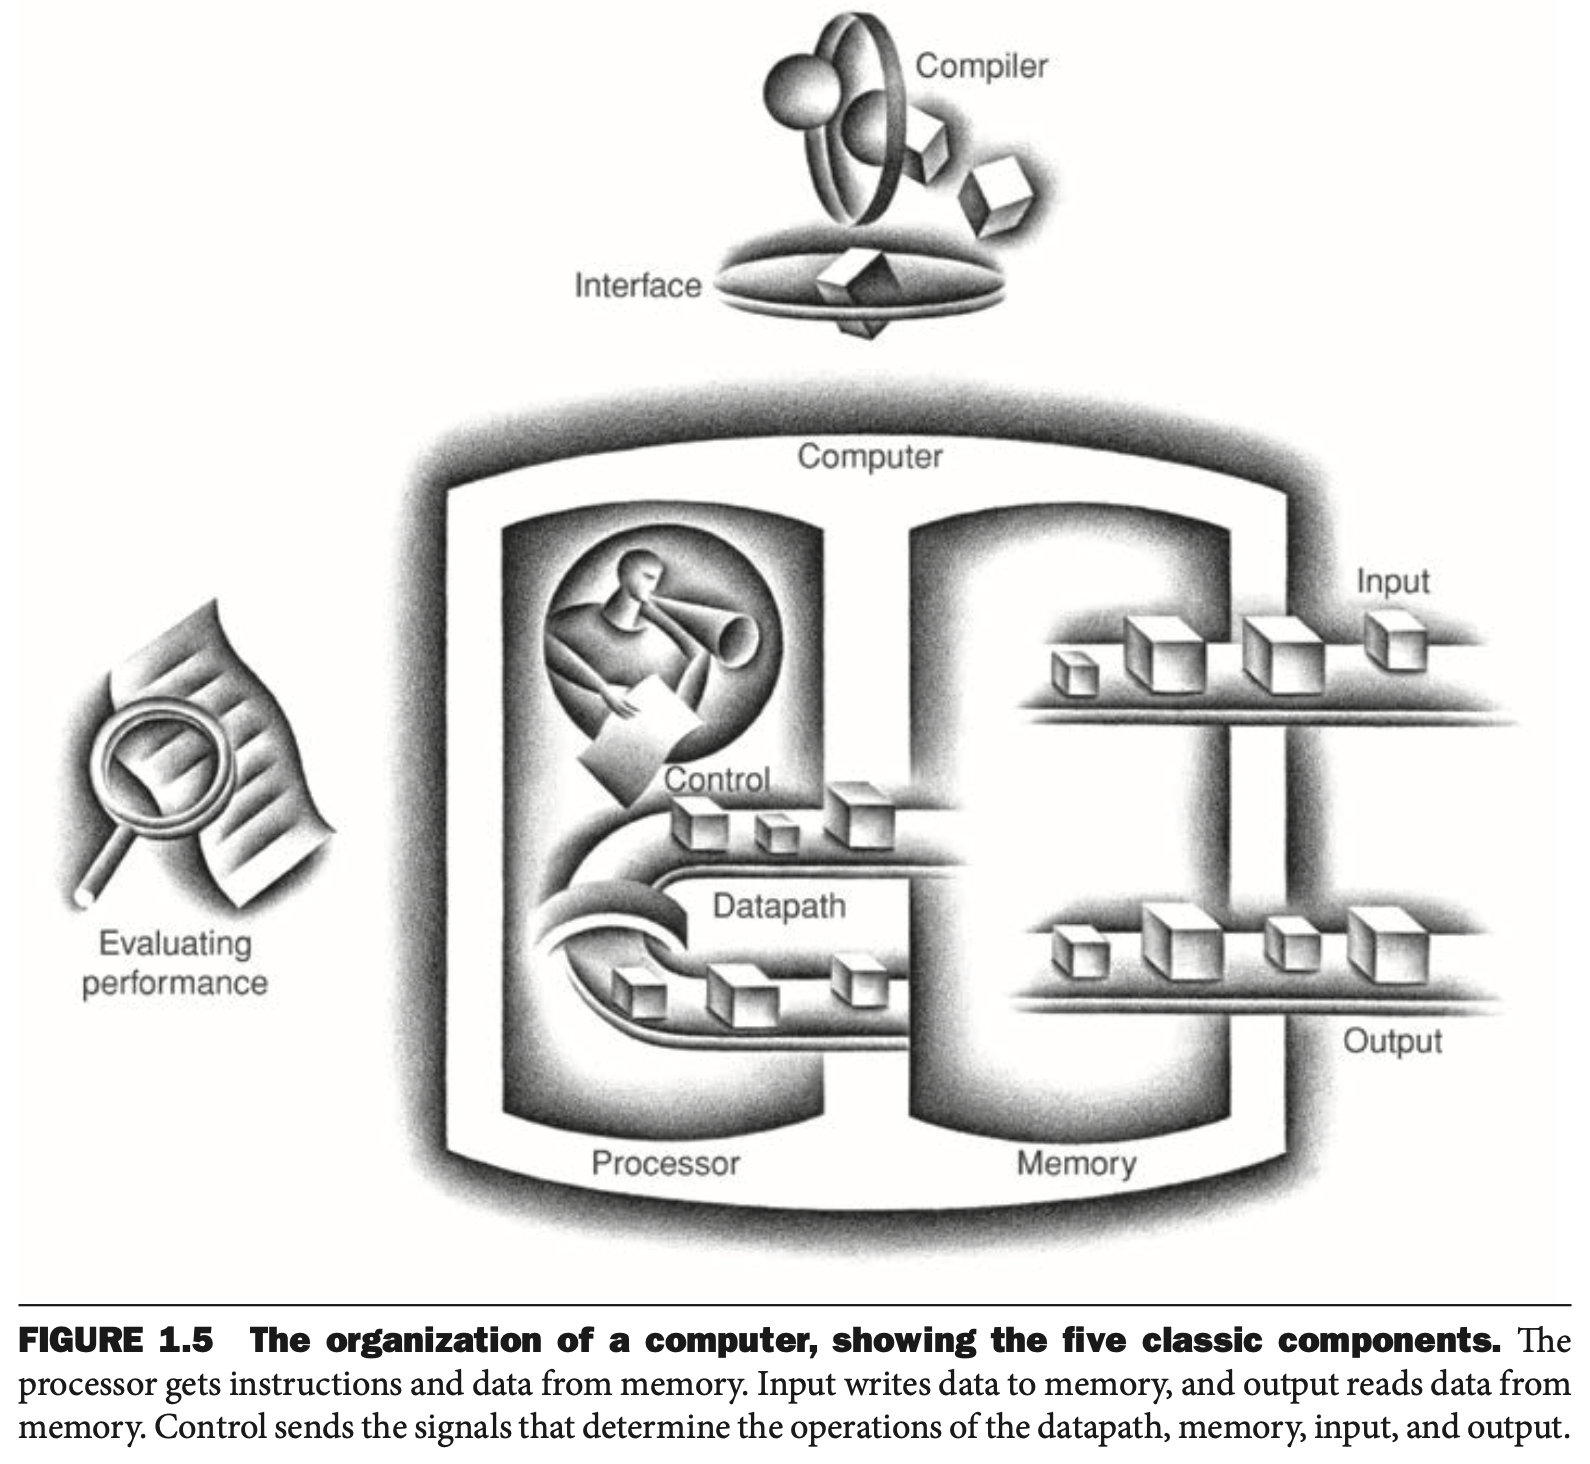 Compiler
Interface
Computer
Input
Control
Datapath
Evaluating
performance
Output
Processor
Memory
FIGURE 1.5 The organization of a computer, showing the five classic components. The
processor gets instructions and data from memory. Input writes data to memory, and output reads data from
memory. Control sends the signals that determine the operations of the datapath, memory, input, and output.